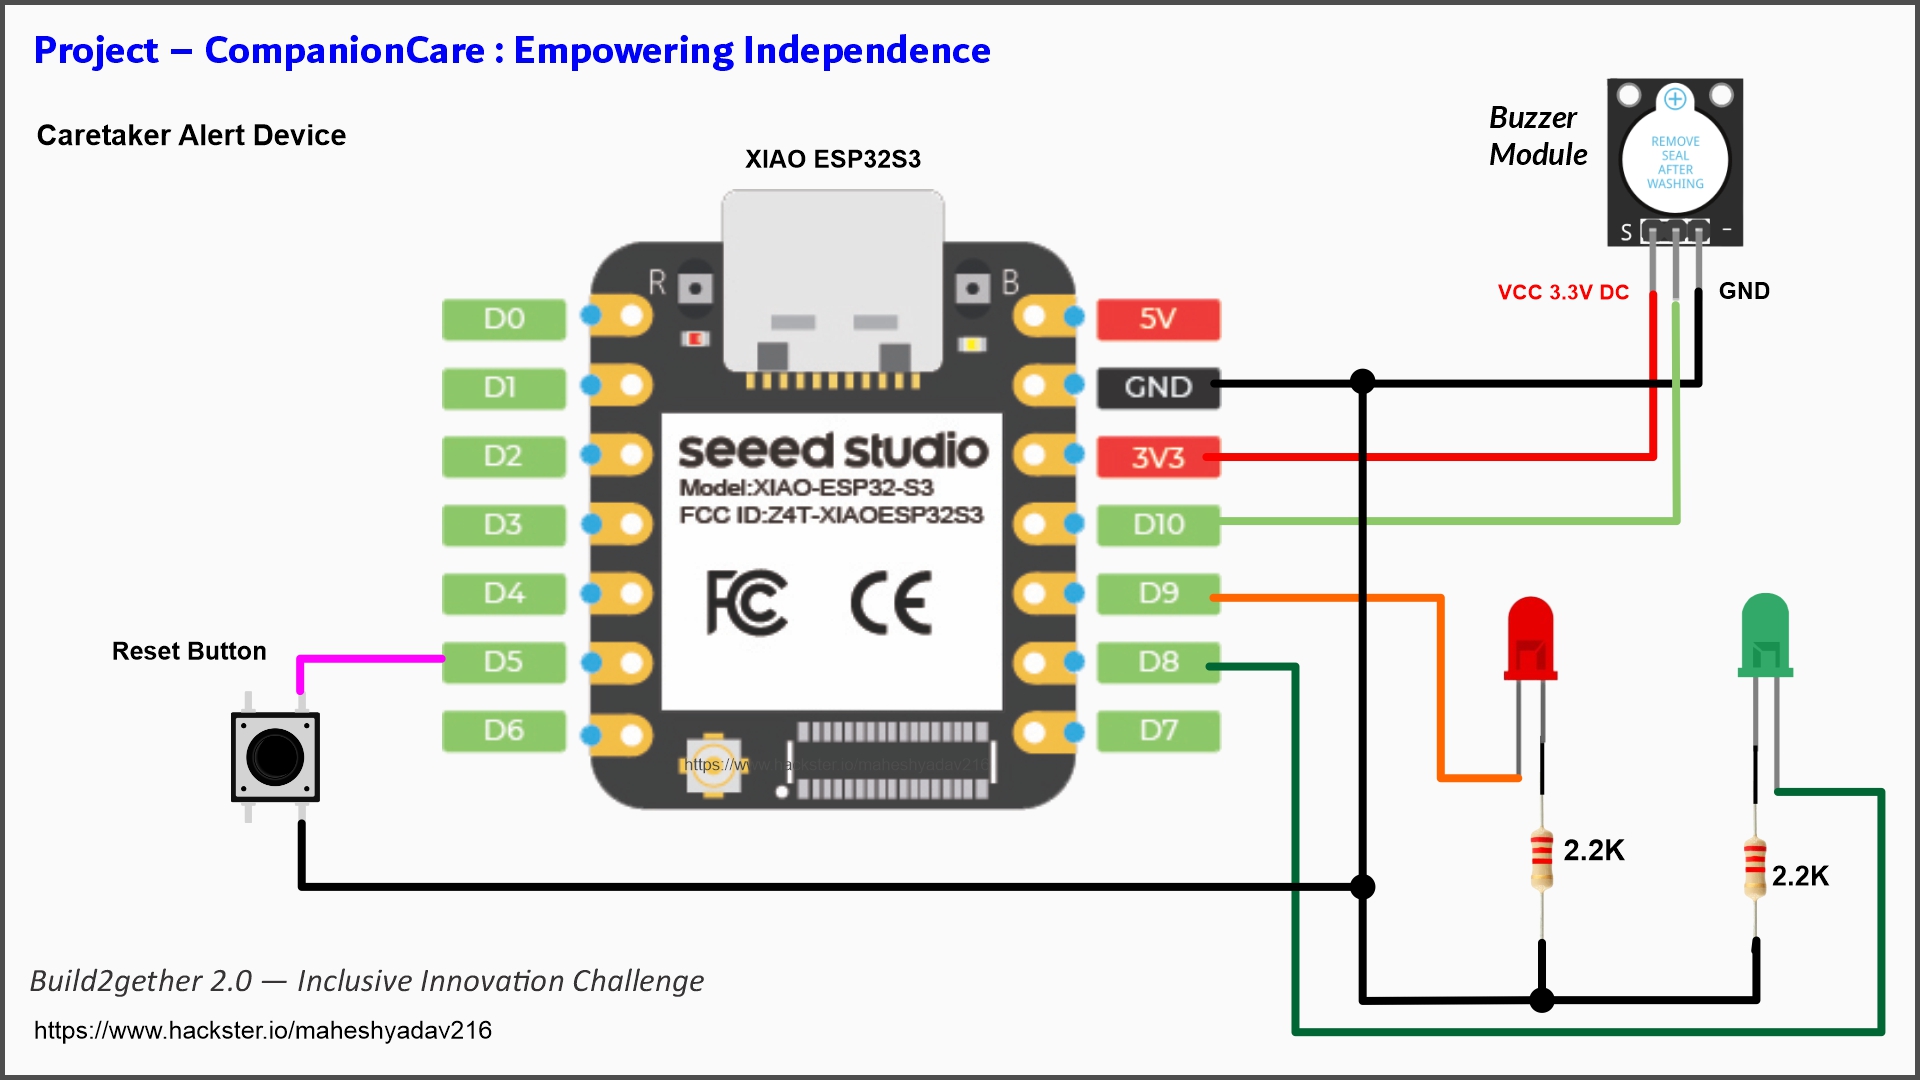 Project – CompanionCare : Empowering Independence
Caretaker Alert Device
XIAO ESP32S3
Buzzer
Module
REMOVE
SEAL
AFTER
WASHING
S
-
VCC 3.3V DC
GND
R
B
D0
5V
D1
GND
D2
3V3
D3
D10
D4
D9
D5
D8
D6
D7
seeed studio
Model:XIAO-ESP32-S3
FCC ID:Z4T-XIAOESP32S3
FC CE
https://www.hackster.io/maheshyadav216
Reset Button
2.2K
2.2K
Build2gether 2.0 — Inclusive Innovation Challenge
https://www.hackster.io/maheshyadav216